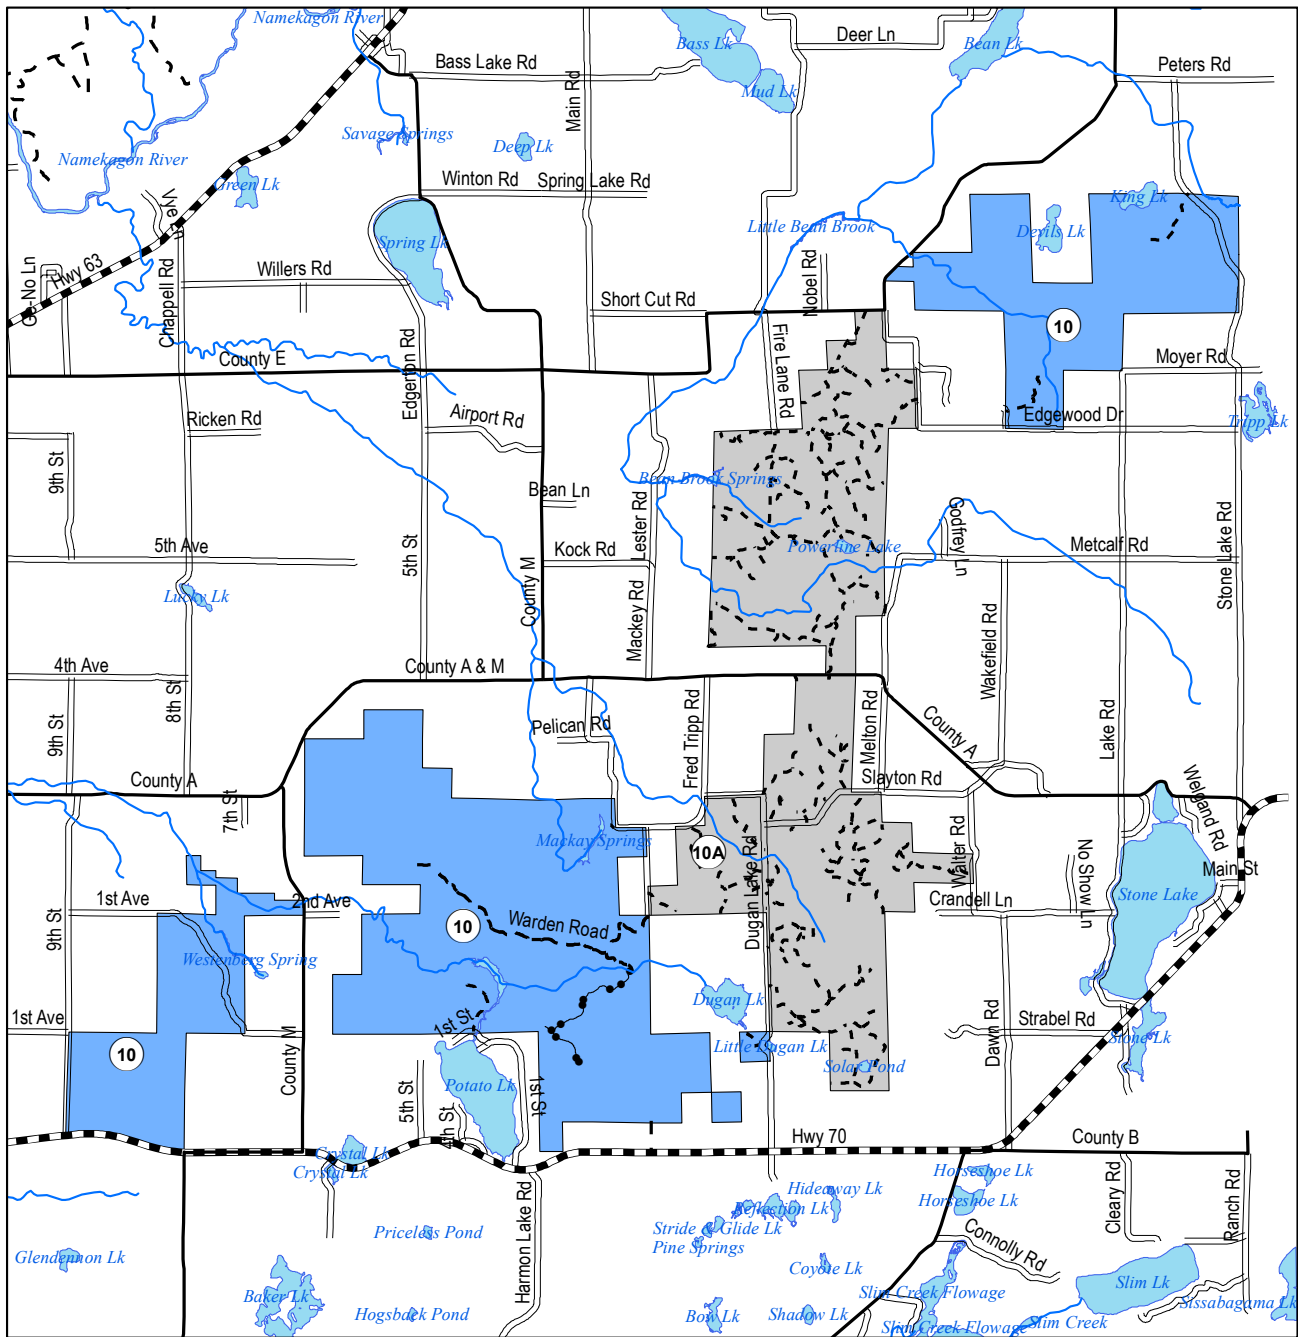 Namekagon River
Deer Ln
Bass Lk
Bean Lk
Bass Lake Rd
Peters Rd
Main Rd
Mud Lk
Savage Springs
Deep Lk
Namekagon River
Green Lk
Winton Rd
Spring Lake Rd
King Lk
Little Bean Brook
Devils Lk
Spring Lk
Hwy 63
Willers Rd
Nobel Rd
Chappell Rd
Short Cut Rd
10
County E
Edgerton Rd
Fire Lane Rd
Moyer Rd
Ricken Rd
Airport Rd
Edgewood Dr
Tripp Lk
9th St
Bean Brook Springs
Bean Ln
Lester Rd
Godfrey Ln
5th Ave
5th St
Kock Rd
Powerline Lake
Metcalf Rd
Stone Lake Rd
Lucky Lk
County M
Mackey Rd
Wakefield Rd
4th Ave
County A & M
8th St
9th St
Pelican Rd
Fred Tripp Rd
Melton Rd
County A
Lake Rd
County A
Slayton Rd
7th St
Weigand Rd
Mackay Springs
10A
Dugan Lake Rd
Walter Rd
No Show Ln
Main St
1st Ave
2nd Ave
Crandell Ln
Stone Lake
9th St
10
Warden Road
Westenberg Spring
Dugan Lk
1st Ave
1st St
Strabel Rd
Dawn Rd
Stone Lk
10
County M
Little Dugan Lk
Solar Pond
5th St
Potato Lk
1st St
4th St
Hwy 70
County B
Crystal Lk
Crystal Lk
Horseshoe Lk
Hideaway Lk
Horseshoe Lk
Cleary Rd
Ranch Rd
Reflection Lk
Stride & Glide Lk
Priceless Pond
Pine Springs
Connolly Rd
Glendennon Lk
Harmon Lake Rd
Coyote Lk
Slim Lk
Baker Lk
Slim Creek Flowage
Sissabagama Lk
Hogsback Pond
Bow Lk
Shadow Lk
Slim Creek Flowage
Slim Creek